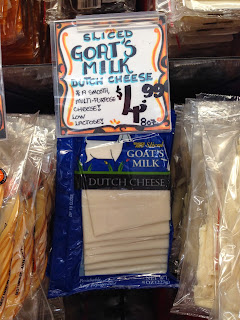 SLICED
GOAT'S
MILK
DUTCH CHEESE
A SMOOTH,
MULTI-PURPOSE
CHEESE!
LOW
LACTOSE!
$4.99
8oz
GOAT'S
MILK
DUTCH CHEESE